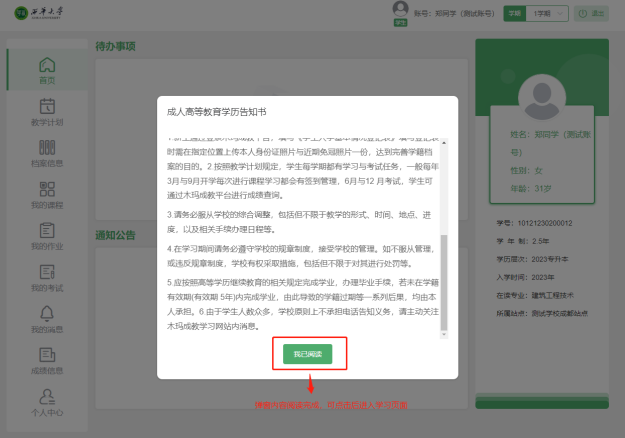 西华大学
学生
账号：郑同学（测试账号）
学期
1学期
退出
首页
教学计划
档案信息
我的课程
我的作业
我的考试
我的消息
成绩信息
个人中心
待办事项
通知公告
成人高等教育学历告知书
时需在指定位置上传本人身份证照片与近期免冠照片一份，达到完善学籍档
案的目的。2 按照教学计划规定，学生每学期都有学习与考试任务，一般每年
3月与9月开学每次进行课程学习都会有签到管理，6月与12 月考试，学生可
通过木玛成教平台进行成绩查询。
3 请务必服从学校的综合调整，包括但不限于教学的形式、时间、地点、进
度，以及相关手续办理日程等。
4.在学习期间请务必遵守学校的规章制度，接受学校的管理。如不服从管理，
或违反规章制度，学校有权采取措施，包括但不限于对其进行处罚等。
5.应按照高等学历继续教育的相关规定完成学业，办理毕业手续，若未在学籍
有效期(有效期 5年)内完成学业，由此导致的学籍过期等一系列后果，均由本
人承担。6.由于学生人数众多，学校原则上不承担电话告知义务，请主动关注
木玛成教学习网站内消息。
我已阅读
后进入学习页面
姓名：郑同学（测试账
号）
性别：女
年龄：31岁
学号：10121230200012
学 年 制：2.5年
学历层次：2023专升本
入学时间：2023年
在读专业：建筑工程技术
所属站点：测试学校成都站点